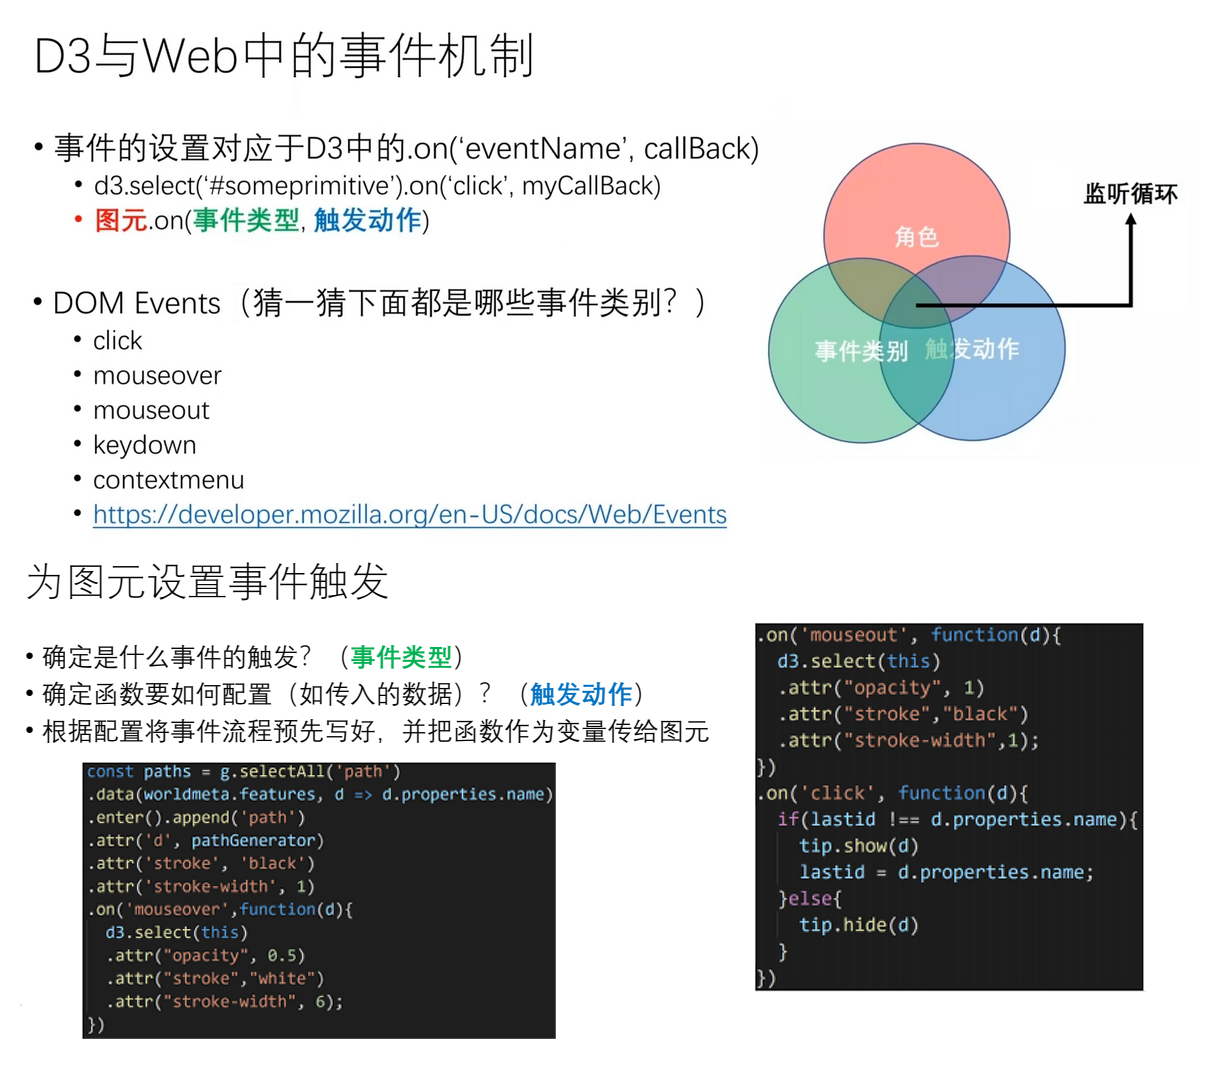 D3与Web中的事件机制
• 事件的设置对应于D3中的.on(‘eventName’, callBack)
• d3.select(‘#someprimitive’).on(‘click’, myCallBack)
• 图元.on(事件类型, 触发动作)
• DOM Events（猜一猜下面都是哪些事件类别？）
• click
• mouseover
• mouseout
• keydown
• contextmenu
• https://developer.mozilla.org/en-US/docs/Web/Events
监听循环
角色
事件类别
触发动作
为图元设置事件触发
• 确定是什么事件的触发？（事件类型）
• 确定函数要如何配置（如传入的数据）？（触发动作）
• 根据配置将事件流程预先写好，并把函数作为变量传给图元
const paths = g.selectAll('path')
.data(worldmeta.features, d => d.properties.name)
.enter().append('path')
.attr('d', pathGenerator)
.attr('stroke', 'black')
.attr('stroke-width', 1)
.on('mouseover',function(d){
d3.select(this)
.attr("opacity", 0.5)
.attr("stroke","white")
.attr("stroke-width", 6);
})
.on('mouseout', function(d){
d3.select(this)
.attr("opacity", 1)
.attr("stroke","black")
.attr("stroke-width",1);
})
.on('click', function(d){
if(lastid !== d.properties.name){
tip.show(d)
lastid = d.properties.name;
}else{
tip.hide(d)
}
})